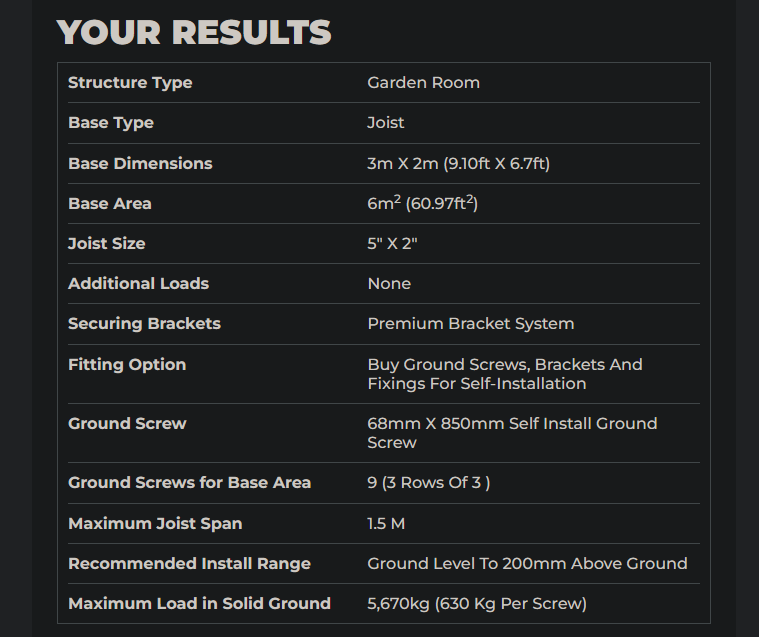 YOUR RESULTS
Structure Type Garden Room
Base Type Joist
Base Dimensions 3m X 2m (9.10ft X 6.7ft)
Base Area 6m² (60.97ft²)
Joist Size 5" X 2"
Additional Loads None
Securing Brackets Premium Bracket System
Fitting Option Buy Ground Screws, Brackets And
Fixings For Self-Installation
Ground Screw 68mm X 850mm Self Install Ground
Screw
Ground Screws for Base Area 9 (3 Rows Of 3 )
Maximum Joist Span 1.5 M
Recommended Install Range Ground Level To 200mm Above Ground
Maximum Load in Solid Ground 5,670kg (630 Kg Per Screw)